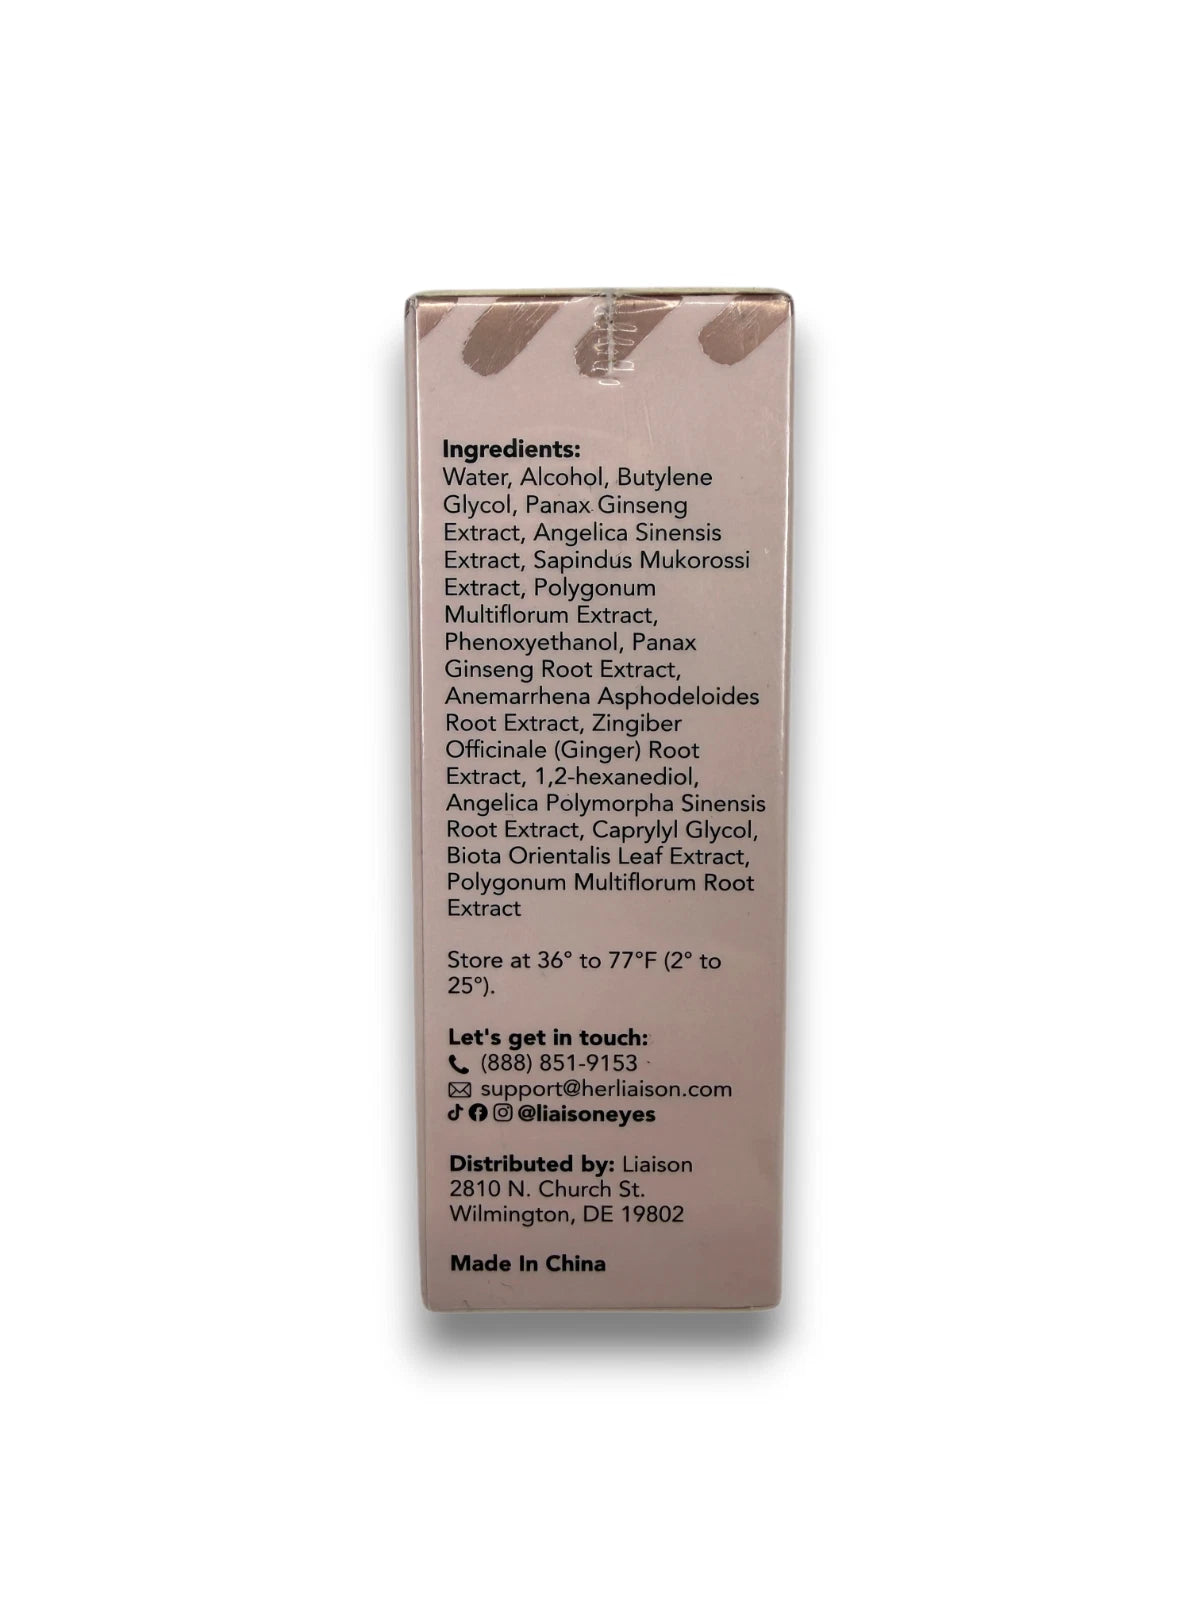 Ingredients:
Water, Alcohol, Butylene
Glycol, Panax Ginseng
Extract, Angelica Sinensis
Extract, Sapindus Mukorossi
Extract, Polygonum
Multiflorum Extract,
Phenoxyethanol, Panax
Ginseng Root Extract,
Anemarrhena Asphodeloides
Root Extract, Zingiber
Officinale (Ginger) Root
Extract, 1,2-hexanediol,
Angelica Polymorpha Sinensis
Root Extract, Caprylyl Glycol,
Biota Orientalis Leaf Extract,
Polygonum Multiflorum Root
Extract
Store at 36° to 77°F (2° to
25°).
Let's get in touch:
(888) 851-9153
support@herliaison.com
@liaisoneyes
Distributed by: Liaison
2810 N. Church St.
Wilmington, DE 19802
Made In China